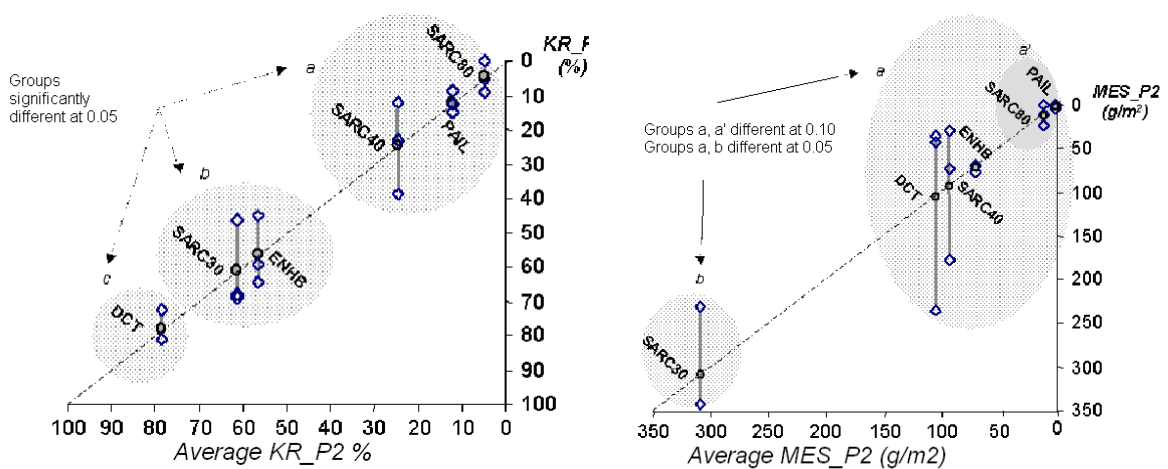 Groups
significantly
different at 0.05
a
b
c
SARC80
PAIL
SARC40
ENHB
SARC30
DCT
KR_P
(%)
0
10
20
30
40
50
60
70
80
90
100
100 90 80 70 60 50 40 30 20 10 0
Average KR_P2 %
Groups a, a' different at 0.10
Groups a, b different at 0.05
a
a'
b
PAIL
SARC80
ENHB
SARC40
DCT
SARC30
MES_P2
(g/m²)
0
50
100
150
200
250
300
350
350 300 250 200 150 100 50 0
Average MES_P2 (g/m2)